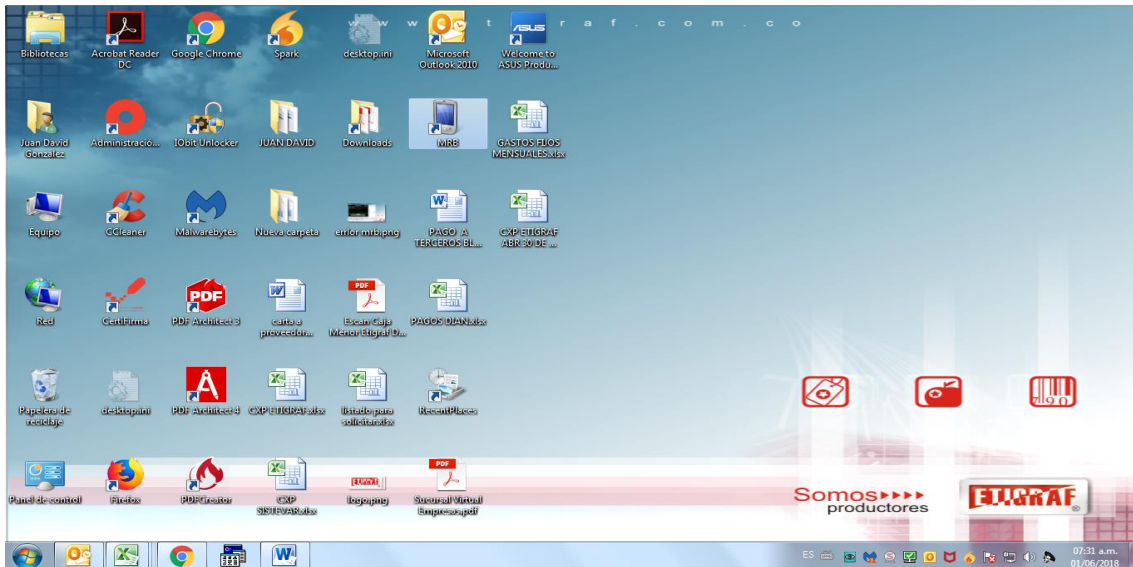 Bibliotecas
Acrobat Reader
DC
Google Chrome
Spark
desktop.ini
Microsoft
Outlook 2010
Welcome to
ASUS Produ...
Juan David
Gonzalez
Administració...
IObit Unlocker
JUAN DAVID
Downloads
MRB
GASTOS FIJOS
MENSUALES.xlsx
Equipo
CCleaner
Malwarebytes
Nueva carpeta
error mrb.png
PAGO A
TERCEROS BL...
CXP ETIGRAF
ABR 30 DE ...
Red
CertiFirma
PDF Architect 3
carta a
proveedor...
Escan Caja
Menor Etigraf D...
PAGOS DIAN.xlsx
Papelera de
reciclaje
desktop.ini
PDF Architect 4
CXP ETIGRAF.xlsx
listado para
solicitar.xlsx
RecentPlaces
Panel de control
Firefox
PDFCreator
CXP
SISTEVAR.xlsx
logo.png
Sucursal Virtual
Empresas.pdf
Somos
productores
ETIGRAF
ES
07:31 a.m.
01/06/2018